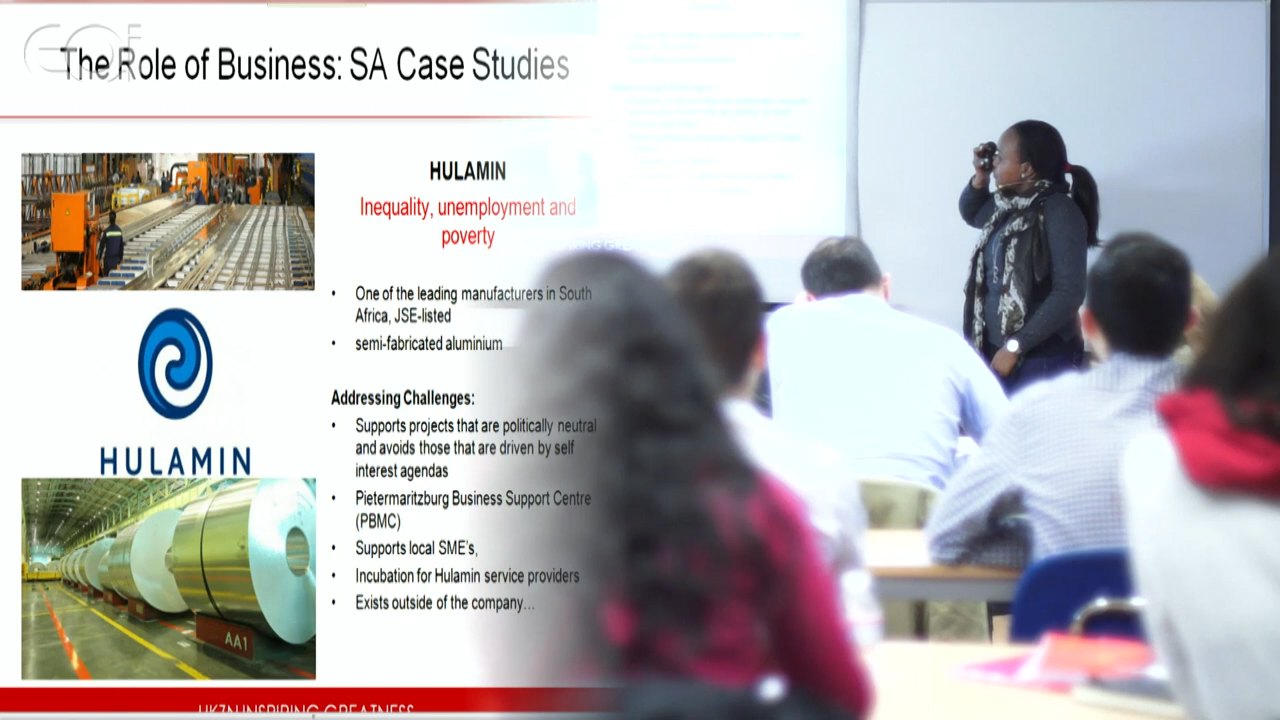 The Role of Business: SA Case Studies
HULAMIN
Inequality, unemployment and
poverty
• One of the leading manufacturers in South
Africa, JSE-listed
• semi-fabricated aluminium
HULAMIN
Addressing Challenges:
• Supports projects that are politically neutral
and avoids those that are driven by self
interest agendas
• Pietermaritzburg Business Support Centre
(PBMC)
• Supports local SME's,
• Incubation for Hulamin service providers
• Exists outside of the company…
AA1
UKZN INSPIRING GREATNESS